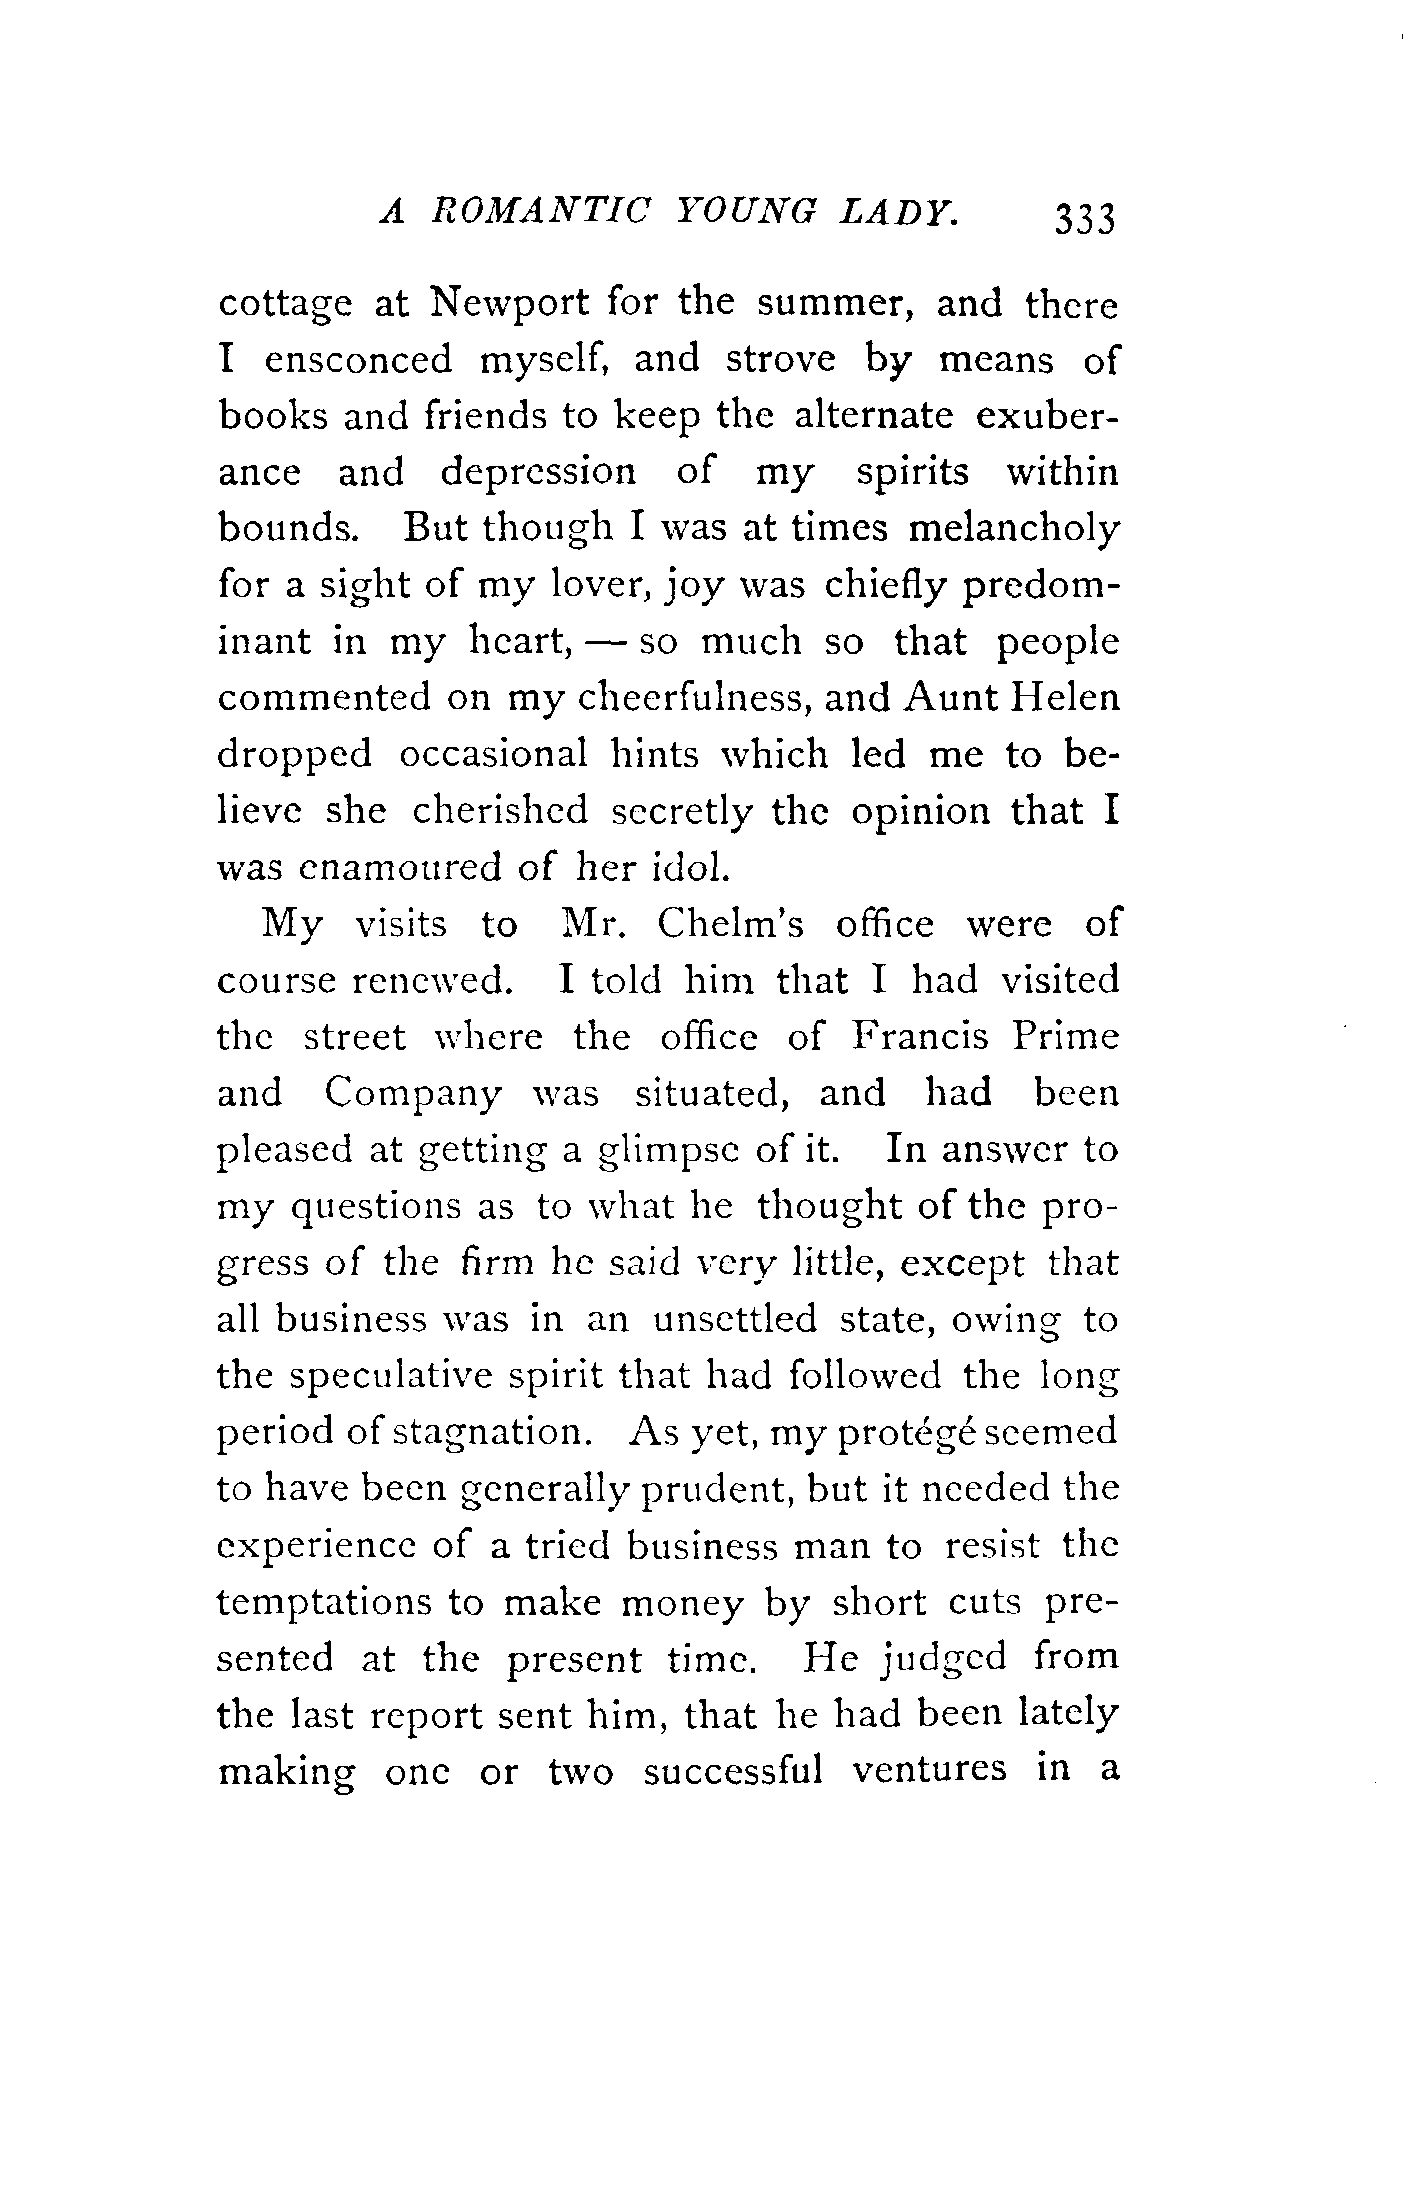 A ROMANTIC YOUNG LADY. 333
cottage at Newport for the summer, and there
I ensconced myself, and strove by means of
books and friends to keep the alternate exuber-
ance and depression of my spirits within
bounds. But though I was at times melancholy
for a sight of my lover, joy was chiefly predom-
inant in my heart, — so much so that people
commented on my cheerfulness, and Aunt Helen
dropped occasional hints which led me to be-
lieve she cherished secretly the opinion that I
was enamoured of her idol.
My visits to Mr. Chelm's office were of
course renewed. I told him that I had visited
the street where the office of Francis Prime
and Company was situated, and had been
pleased at getting a glimpse of it. In answer to
my questions as to what he thought of the pro-
gress of the firm he said very little, except that
all business was in an unsettled state, owing to
the speculative spirit that had followed the long
period of stagnation. As yet, my protégé seemed
to have been generally prudent, but it needed the
experience of a tried business man to resist the
temptations to make money by short cuts pre-
sented at the present time. He judged from
the last report sent him, that he had been lately
making one or two successful ventures in a